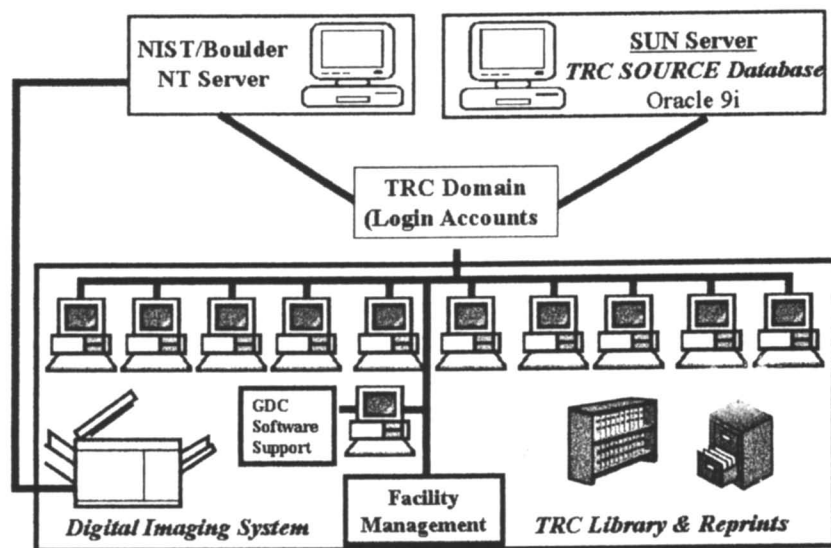 NIST/Boulder
NT Server
SUN Server
TRC SOURCE Database
Oracle 9i
TRC Domain
(Login Accounts
GDC
Software
Support
Facility
Management
Digital Imaging System
TRC Library & Reprints